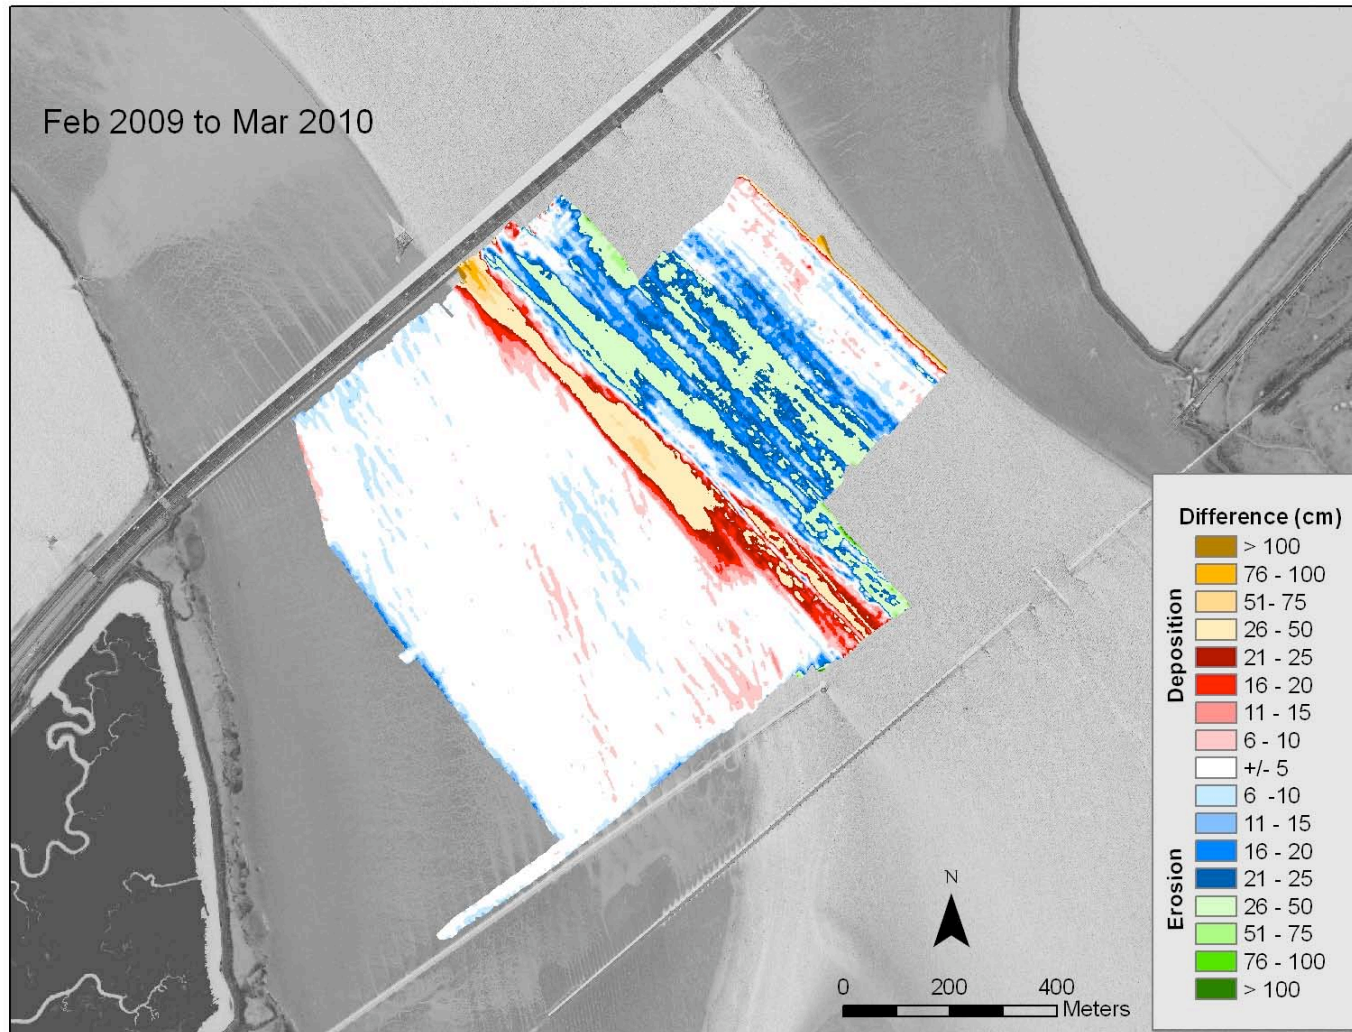 Feb 2009 to Mar 2010
Difference (cm)
Deposition
> 100
76 - 100
51- 75
26 - 50
21 - 25
16 - 20
11 - 15
6 - 10
+/- 5
Erosion
6 -10
11 - 15
16 - 20
21 - 25
26 - 50
51 - 75
76 - 100
> 100
N
0 200 400
Meters